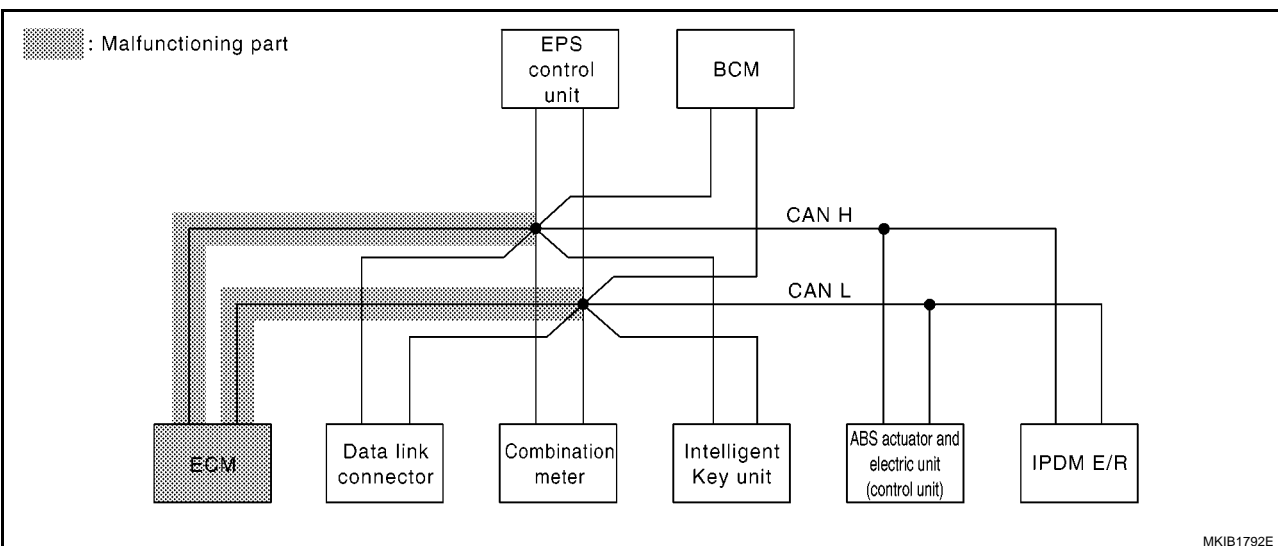 : Malfunctioning part
EPS
control
unit
BCM
CAN H
CAN L
ECM
Data link
connector
Combination
meter
Intelligent
Key unit
ABS actuator and
electric unit
(control unit)
IPDM E/R
MKIB1792E